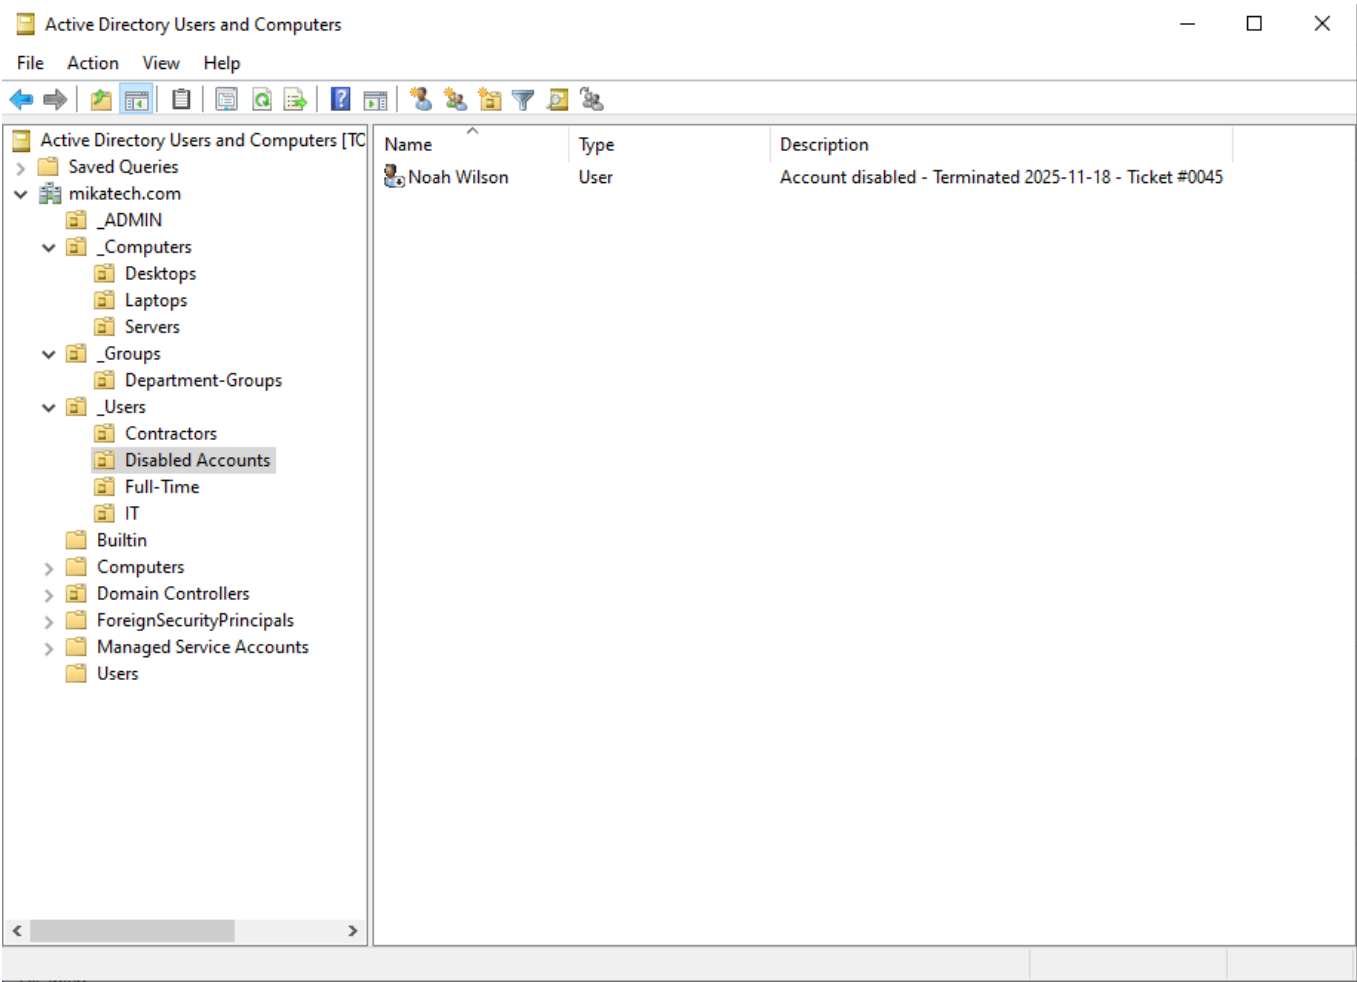 Active Directory Users and Computers
File Action View Help
Active Directory Users and Computers [TC
Saved Queries
mikatech.com
_ADMIN
_Computers
Desktops
Laptops
Servers
_Groups
Department-Groups
_Users
Contractors
Disabled Accounts
Full-Time
IT
Builtin
Computers
Domain Controllers
ForeignSecurityPrincipals
Managed Service Accounts
Users
Name Type Description
Noah Wilson User Account disabled - Terminated 2025-11-18 - Ticket #0045